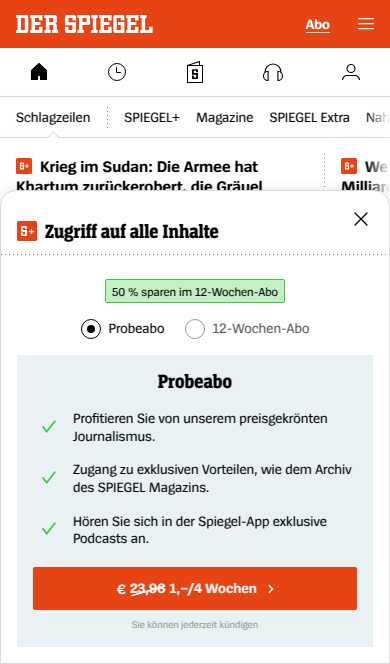 DER SPIEGEL
Abo
Schlagzeilen
SPIEGEL+
Magazine
SPIEGEL Extra
Nah
S+ Krieg im Sudan: Die Armee hat
Khartum zurückerobert, die Gräuel
S+ We
Milliar
S+ Zugriff auf alle Inhalte
50 % sparen im 12-Wochen-Abo
Probeabo
12-Wochen-Abo
Probeabo
Profitieren Sie von unserem preisgekrönten
Journalismus.
Zugang zu exklusiven Vorteilen, wie dem Archiv
des SPIEGEL Magazins.
Hören Sie sich in der Spiegel-App exklusive
Podcasts an.
€ 23,96 1,–/4 Wochen
Sie können jederzeit kündigen